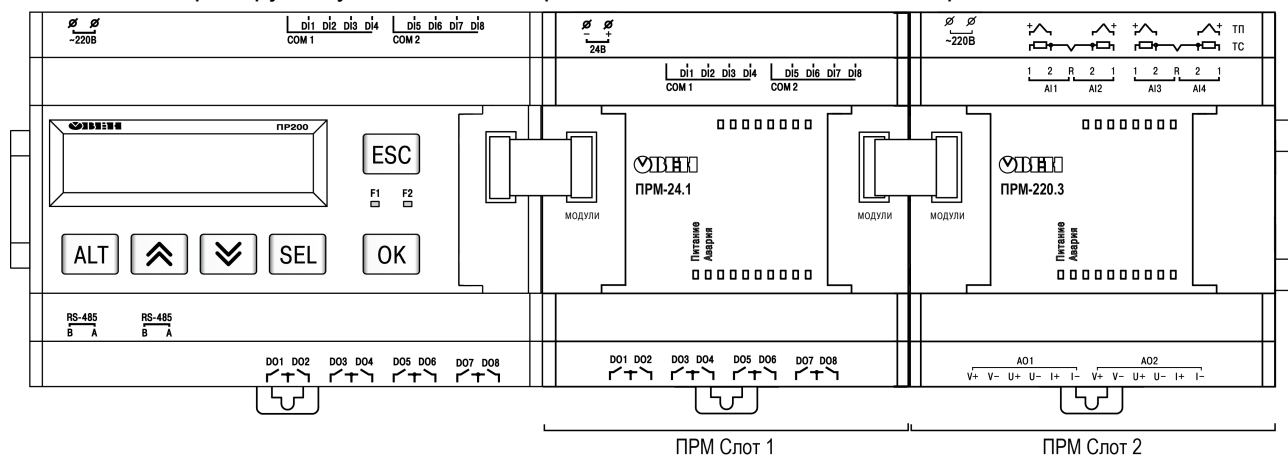 ~220В
DI1 DI2 DI3 DI4
COM 1
DI5 DI6 DI7 DI8
COM 2
- +
24В
DI1 DI2 DI3 DI4
COM 1
DI5 DI6 DI7 DI8
COM 2
~220В
+ + + + ТП
ТС
1 2 R 2 1 1 2 R 2 1
AI1 AI2 AI3 AI4
ОВЕН
ПР200
ESC
F1 F2
ALT
SEL
OK
МОДУЛИ
ОВЕН
ПРМ-24.1
Питание
Авария
МОДУЛИ
МОДУЛИ
ОВЕН
ПРМ-220.3
Питание
Авария
RS-485
B A
RS-485
B A
DO1 DO2 DO3 DO4 DO5 DO6 DO7 DO8
DO1 DO2 DO3 DO4 DO5 DO6 DO7 DO8
AO1 AO2
V+ V- U+ U- I+ I- V+ V- U+ U- I+ I-
ПРМ Слот 1
ПРМ Слот 2